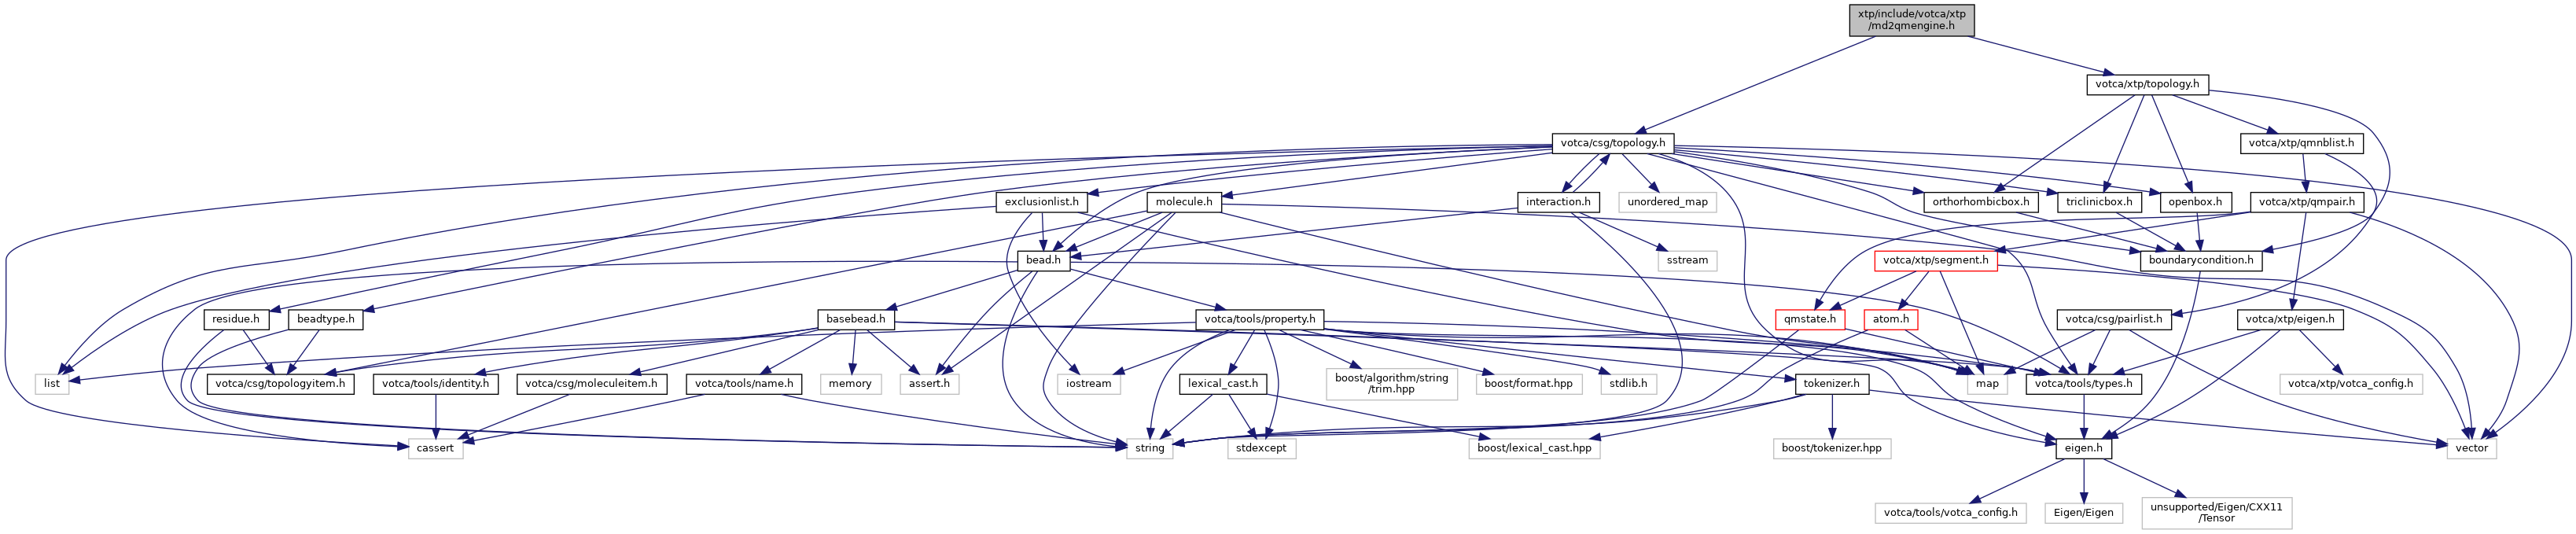 xtp/include/votca/xtp
/md2qmengine.h
votca/xtp/topology.h
votca/csg/topology.h
votca/xtp/qmnblist.h
exclusionlist.h
molecule.h
interaction.h
unordered_map
orthorhombicbox.h
triclinicbox.h
openbox.h
votca/xtp/qmpair.h
bead.h
sstream
votca/xtp/segment.h
boundarycondition.h
residue.h
beadtype.h
basebead.h
votca/tools/property.h
qmstate.h
atom.h
votca/csg/pairlist.h
votca/xtp/eigen.h
list
votca/csg/topologyitem.h
votca/tools/identity.h
votca/csg/moleculeitem.h
votca/tools/name.h
memory
assert.h
iostream
lexical_cast.h
boost/algorithm/string
/trim.hpp
boost/format.hpp
stdlib.h
tokenizer.h
map
votca/tools/types.h
votca/xtp/votca_config.h
cassert
string
stdexcept
boost/lexical_cast.hpp
boost/tokenizer.hpp
eigen.h
vector
votca/tools/votca_config.h
Eigen/Eigen
unsupported/Eigen/CXX11
/Tensor